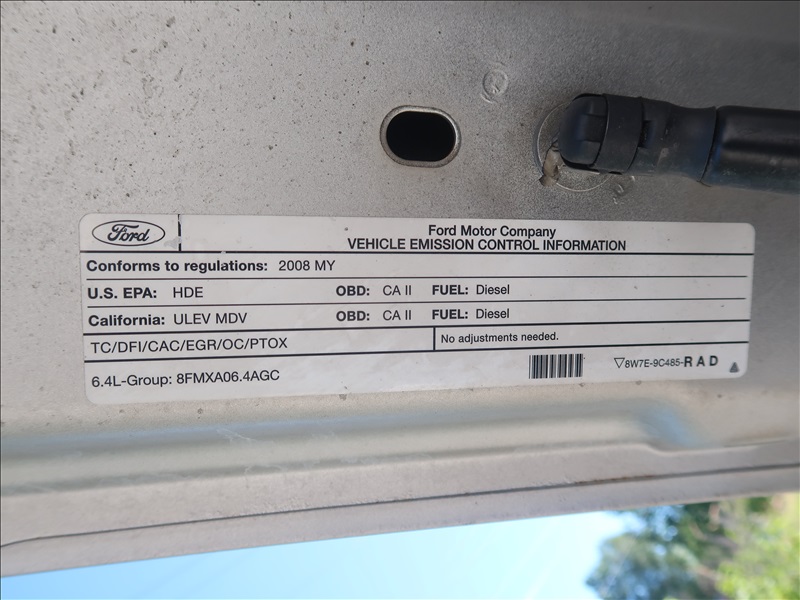 Ford
Ford Motor Company
VEHICLE EMISSION CONTROL INFORMATION
Conforms to regulations: 2008 MY
U.S. EPA: HDE OBD: CA II FUEL: Diesel
California: ULEV MDV OBD: CA II FUEL: Diesel
TC/DFI/CAC/EGR/OC/PTOX No adjustments needed.
6.4L-Group: 8FMXA06.4AGC ▽8W7E-9C485-RAD